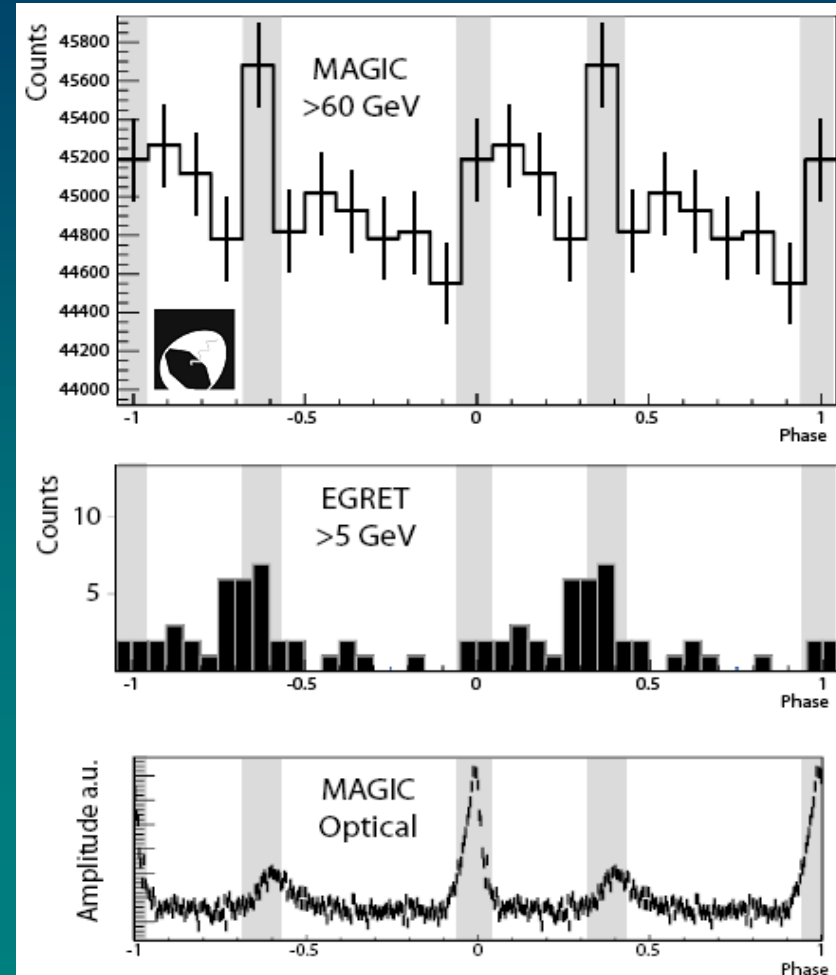 Counts
45800
45600
45400
45200
45000
44800
44600
44400
44200
44000
MAGIC
>60 GeV
-1
-0.5
0
0.5
1
Phase
Counts
10
5
EGRET
>5 GeV
-1
-0.5
0
0.5
1
Phase
Amplitude a.u.
MAGIC
Optical
-1
-0.5
0
0.5
1
Phase